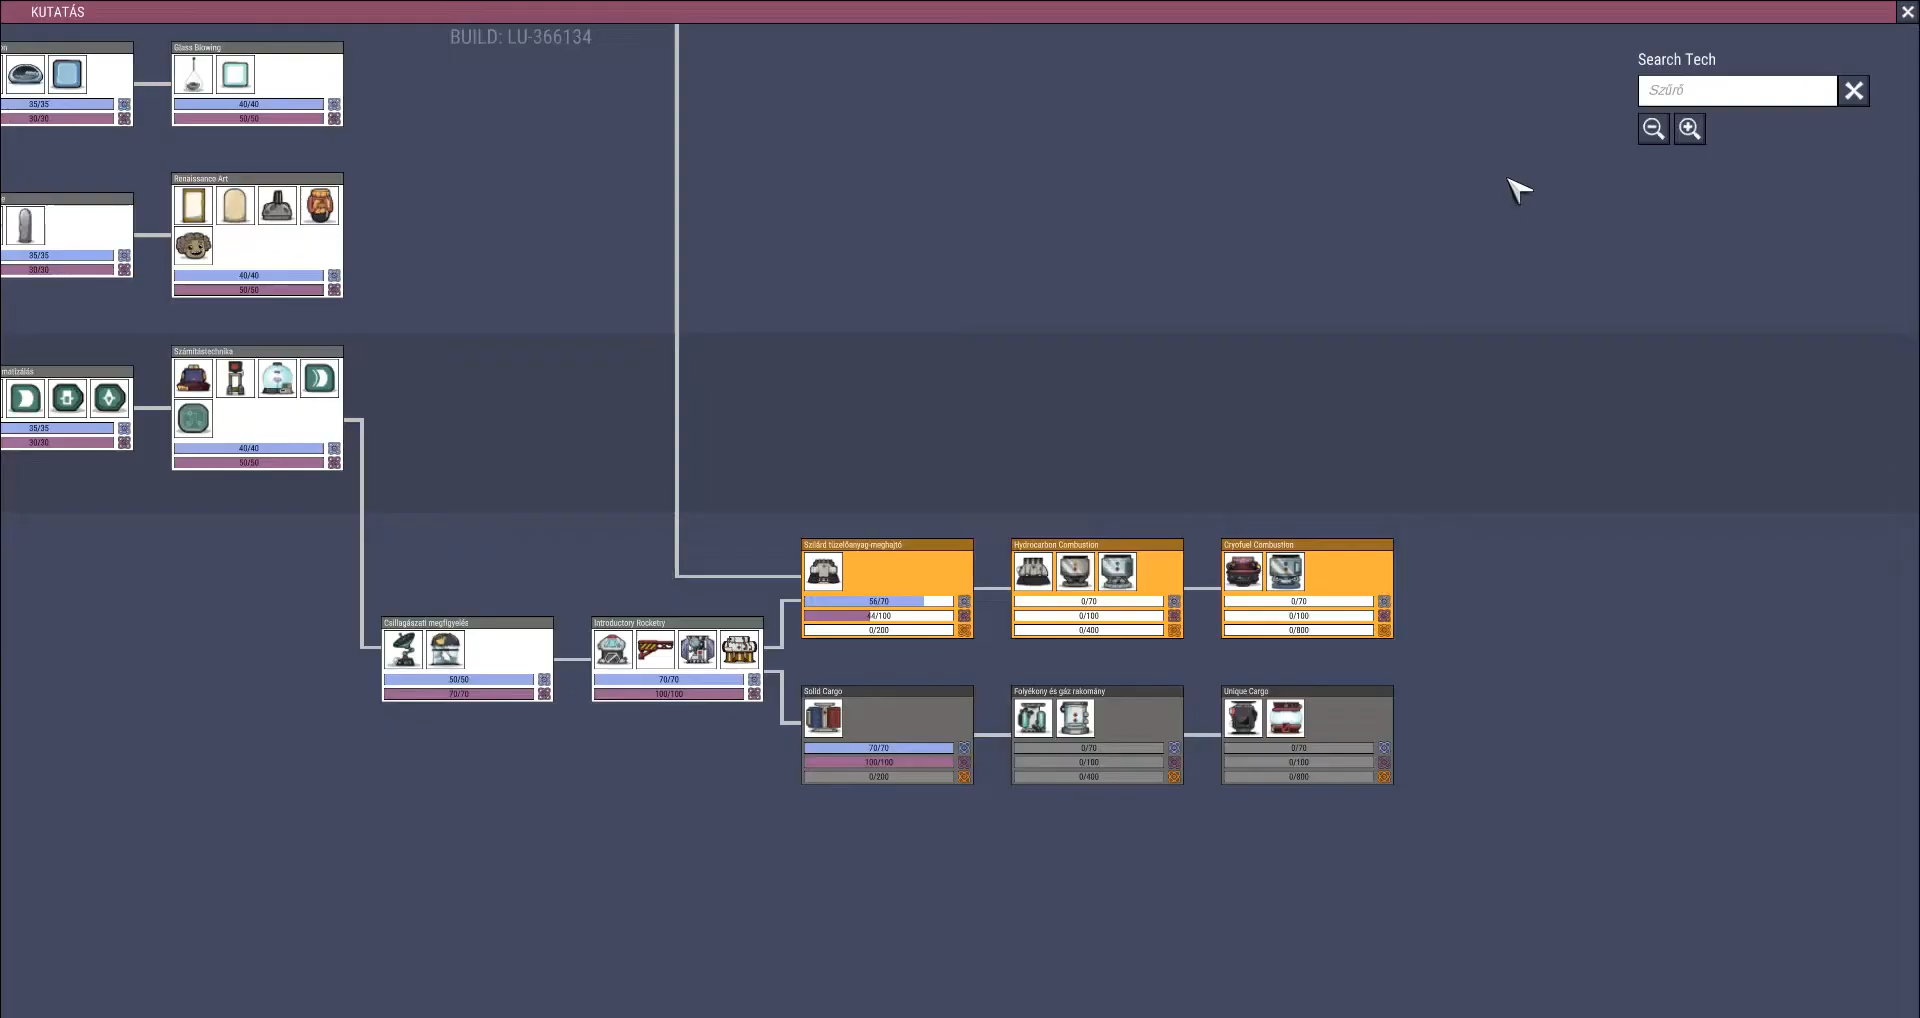 KUTATÁS
BUILD: LU-366134
Search Tech
Szűrő
on
35/35
30/30
Glass Blowing
40/40
50/50
Renaissance Art
40/40
50/50
e
35/35
30/30
Számítástechnika
40/40
50/50
matizálás
35/35
30/30
Szilárd tüzelőanyag-meghajtó
56/70
44/100
0/200
Hydrocarbon Combustion
0/70
0/100
0/400
Cryofuel Combustion
0/70
0/100
0/800
Csillagászati megfigyelés
50/50
70/70
Introductory Rocketry
70/70
100/100
Solid Cargo
70/70
100/100
0/200
Folyékony és gáz rakomány
0/70
0/100
0/400
Unique Cargo
0/70
0/100
0/800